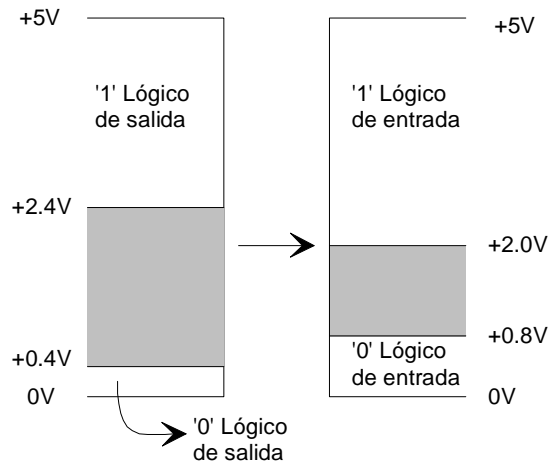 +5V
'1' Lógico
de salida
+2.4V
+0.4V
0V
'0' Lógico
de salida
+5V
'1' Lógico
de entrada
+2.0V
+0.8V
'0' Lógico
de entrada
0V